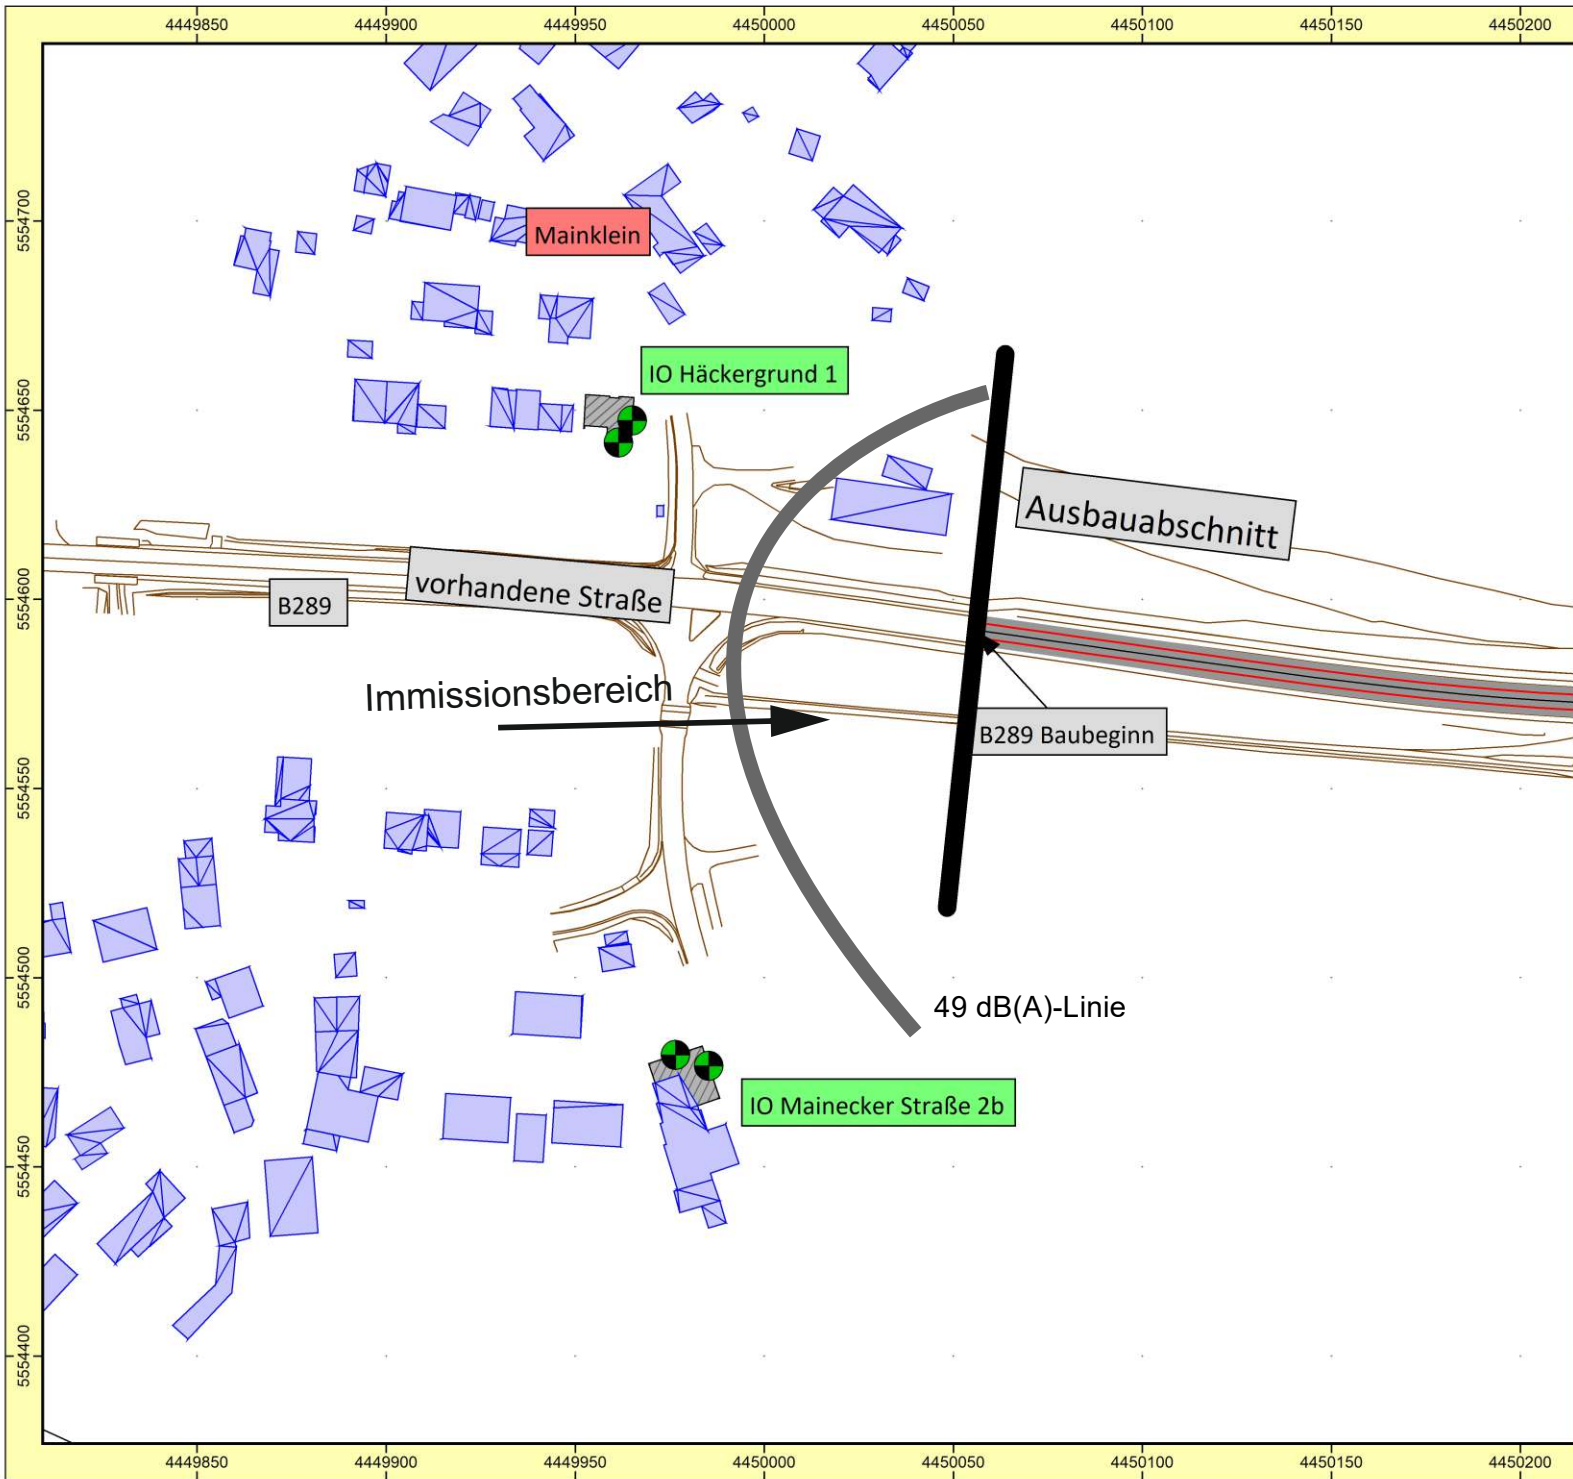 4449850 4449900 4449950 4450000 4450050 4450100 4450150 4450200
5554700
Mainklein
IO Häckergrund 1
5554650
Ausbauabschnitt
5554600
vorhandene Straße
B289
Immissionsbereich
B289 Baubeginn
5554550
5554500
49 dB(A)-Linie
IO Mainecker Straße 2b
5554450
5554400
4449850 4449900 4449950 4450000 4450050 4450100 4450150 4450200